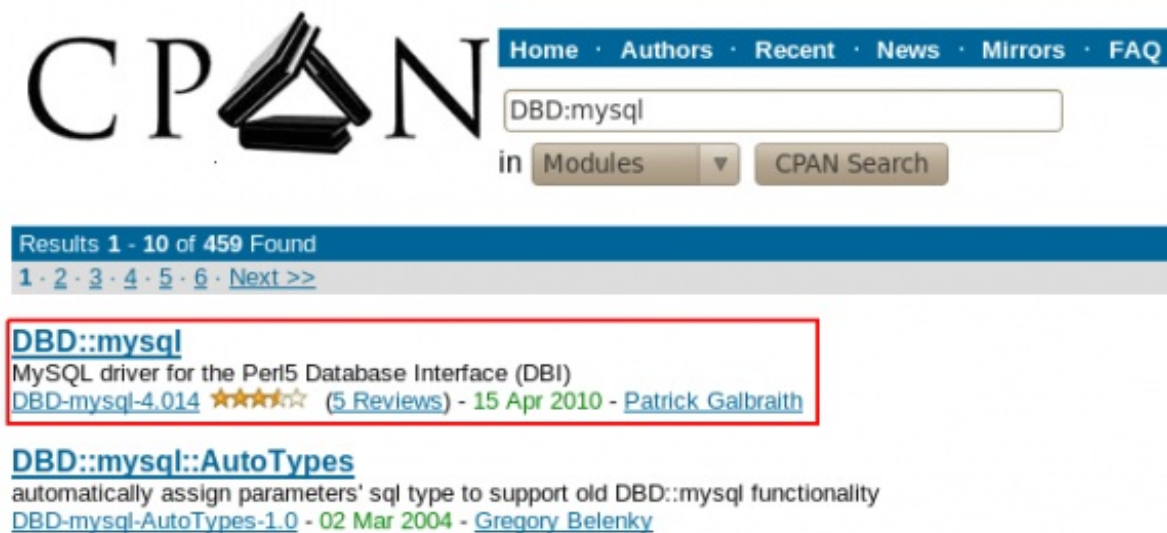 CPAN
Home · Authors · Recent · News · Mirrors · FAQ
DBD:mysql
in Modules ▼ CPAN Search
Results 1 - 10 of 459 Found
1 · 2 · 3 · 4 · 5 · 6 · Next >>
DBD::mysql
MySQL driver for the Perl5 Database Interface (DBI)
DBD-mysql-4.014 (5 Reviews) - 15 Apr 2010 - Patrick Galbraith
DBD::mysql::AutoTypes
automatically assign parameters' sql type to support old DBD::mysql functionality
DBD-mysql-AutoTypes-1.0 - 02 Mar 2004 - Gregory Belenky